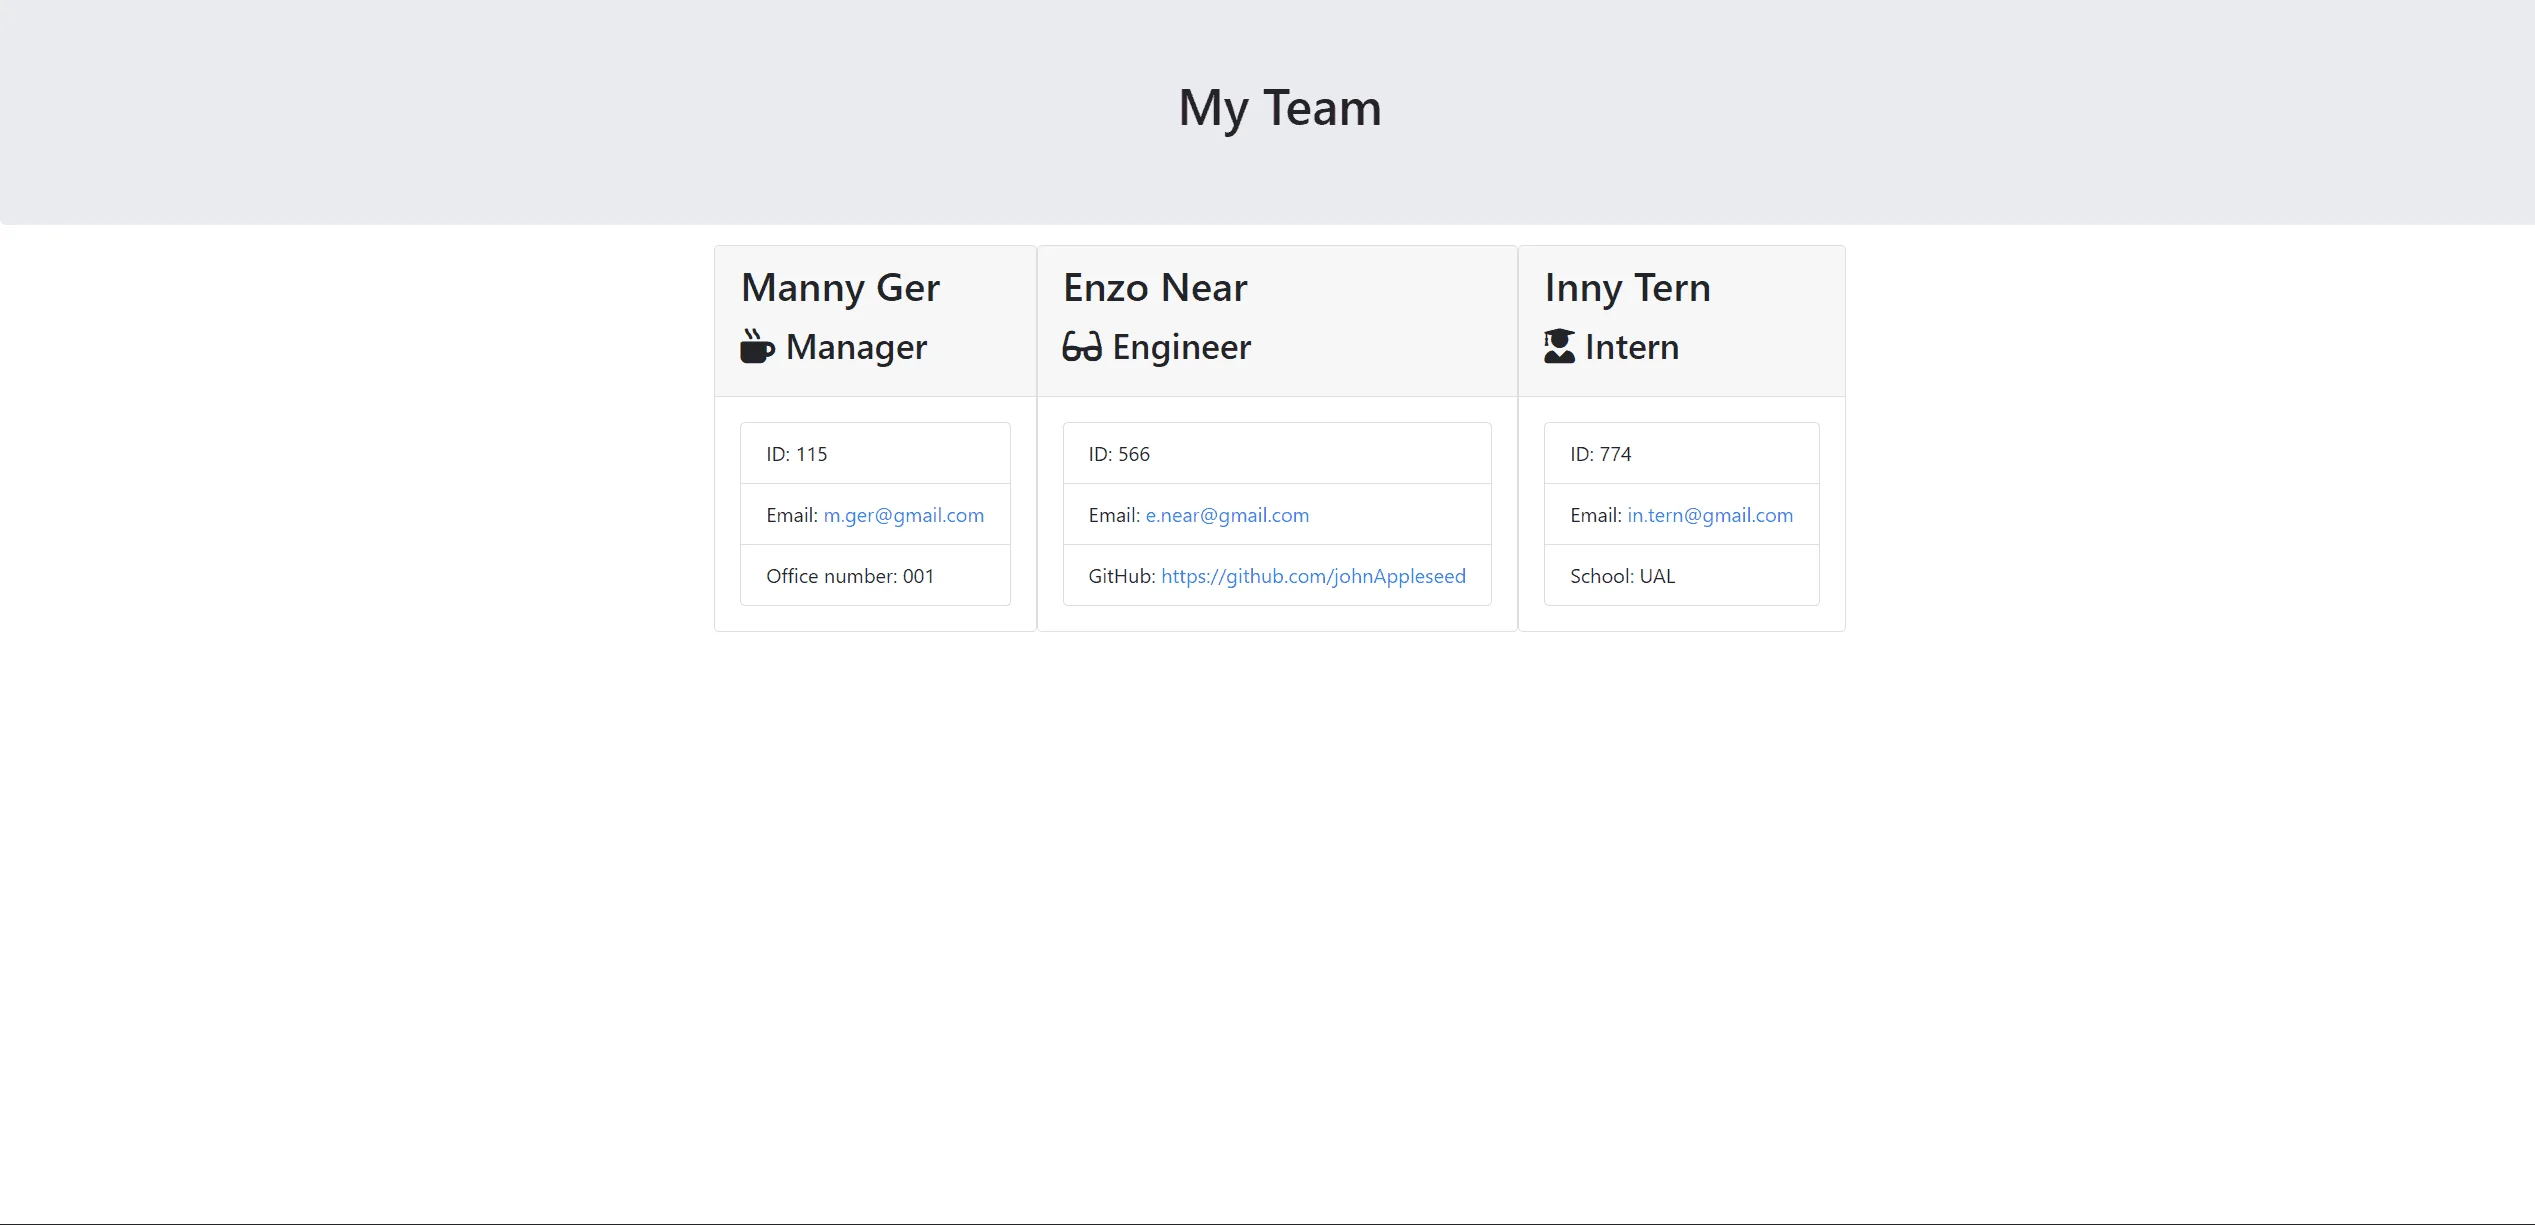 My Team
Manny Ger
Manager
ID: 115
Email: m.ger@gmail.com
Office number: 001
Enzo Near
Engineer
ID: 566
Email: e.near@gmail.com
GitHub: https://github.com/johnAppleseed
Inny Tern
Intern
ID: 774
Email: in.tern@gmail.com
School: UAL